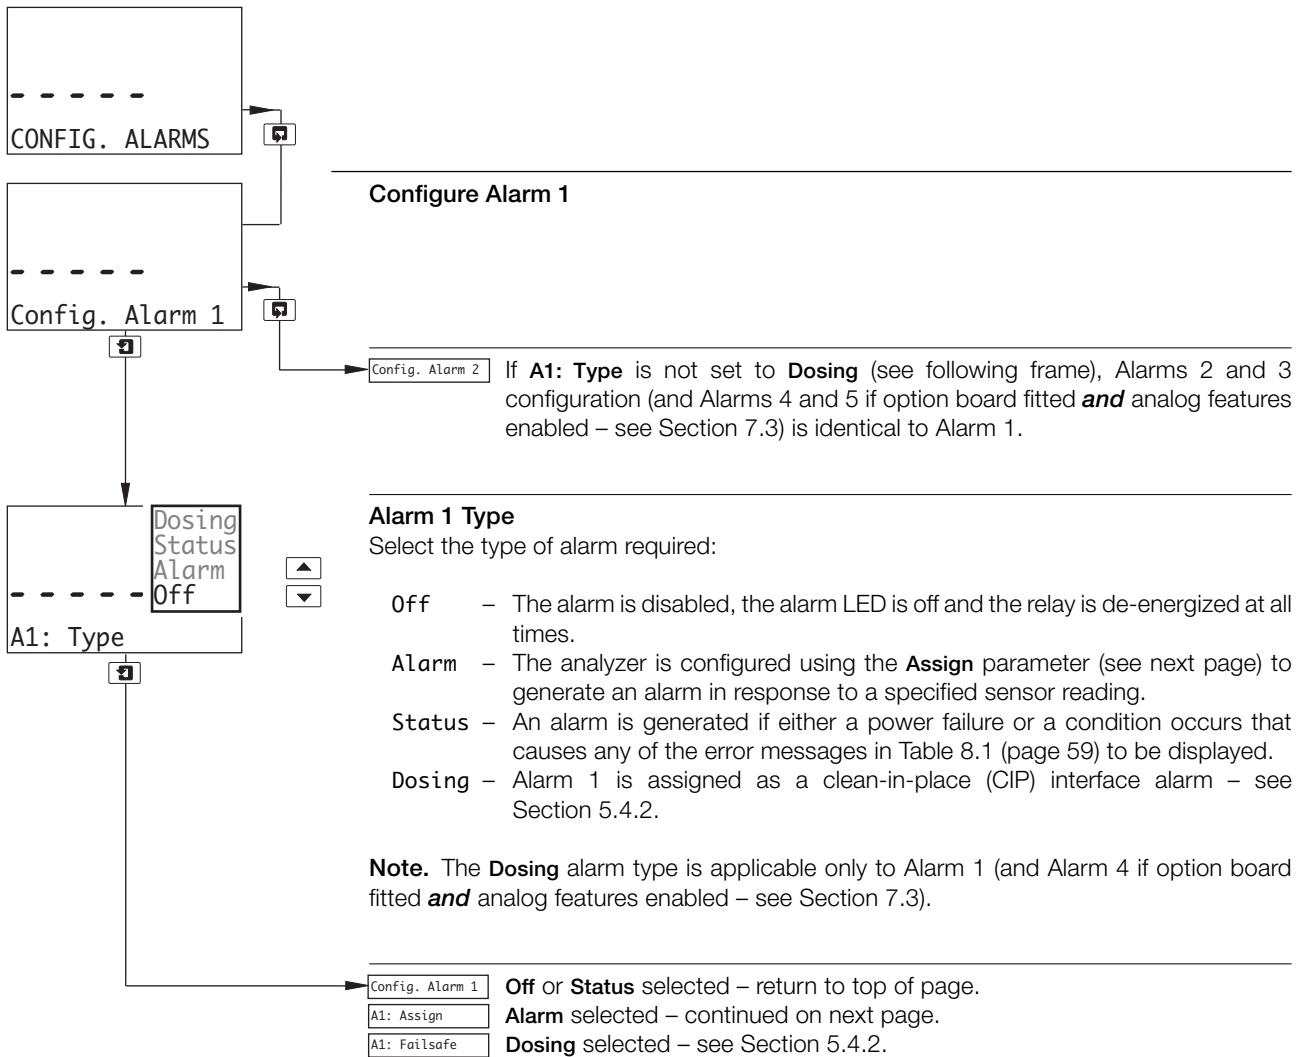 CONFIG. ALARMS
Configure Alarm 1
Config. Alarm 1
Config. Alarm 2
If A1: Type is not set to Dosing (see following frame), Alarms 2 and 3
configuration (and Alarms 4 and 5 if option board fitted and analog features
enabled – see Section 7.3) is identical to Alarm 1.
Dosing
Status
Alarm
Off
A1: Type
Alarm 1 Type
Select the type of alarm required:
Off – The alarm is disabled, the alarm LED is off and the relay is de-energized at all
times.
Alarm – The analyzer is configured using the Assign parameter (see next page) to
generate an alarm in response to a specified sensor reading.
Status – An alarm is generated if either a power failure or a condition occurs that
causes any of the error messages in Table 8.1 (page 59) to be displayed.
Dosing – Alarm 1 is assigned as a clean-in-place (CIP) interface alarm – see
Section 5.4.2.
Note. The Dosing alarm type is applicable only to Alarm 1 (and Alarm 4 if option board
fitted and analog features enabled – see Section 7.3).
Config. Alarm 1 Off or Status selected – return to top of page.
A1: Assign Alarm selected – continued on next page.
A1: Failsafe Dosing selected – see Section 5.4.2.